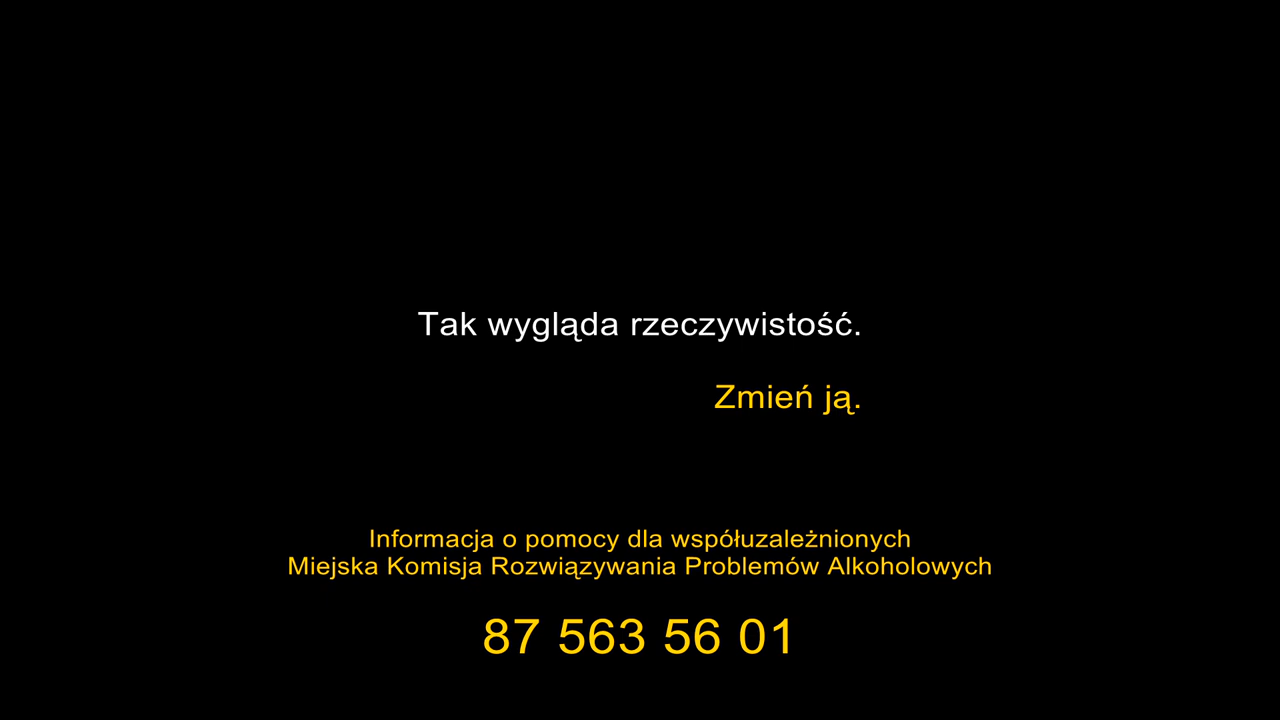 Tak wygląda rzeczywistość.
Zmień ją.
Informacja o pomocy dla współuzależnionych
Miejska Komisja Rozwiązywania Problemów Alkoholowych
87 563 56 01